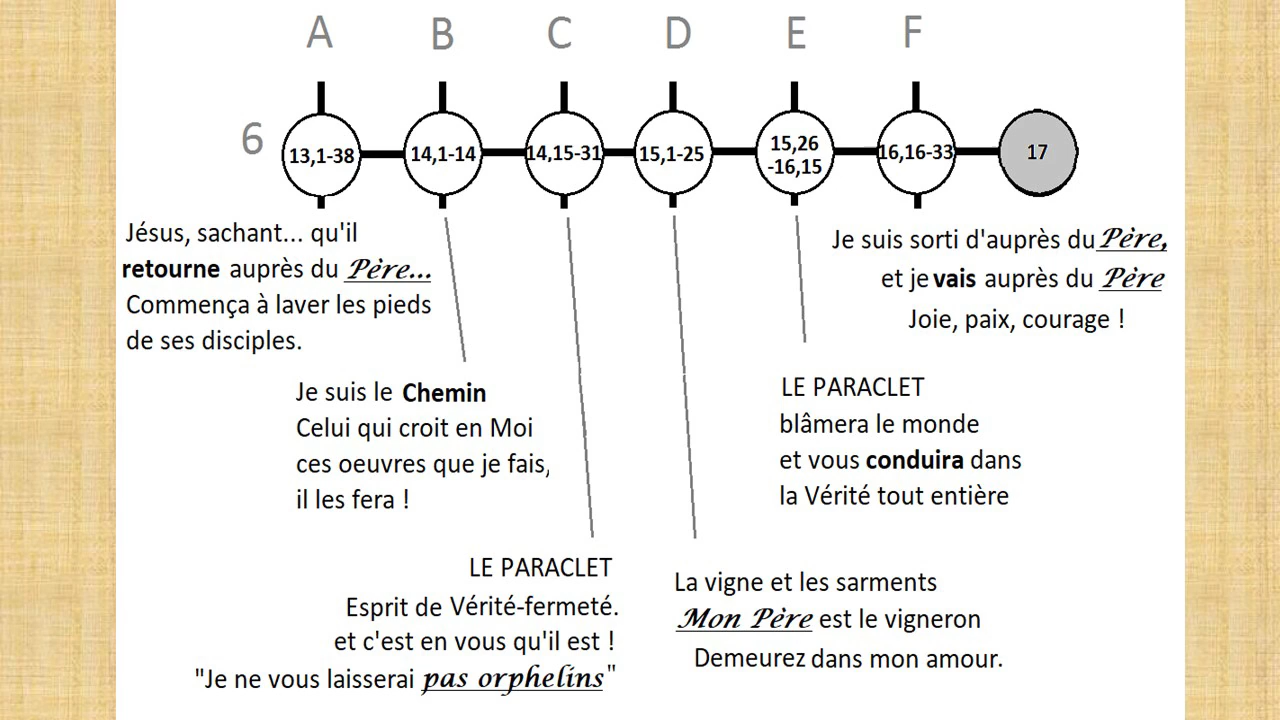 A B C D E F
6
13,1-38
14,1-14
14,15-31
15,1-25
15,26
-16,15
16,16-33
17
Jésus, sachant... qu'il
retourne auprès du Père...
Commença à laver les pieds
de ses disciples.
Je suis le Chemin
Celui qui croit en Moi
ces oeuvres que je fais,
il les fera !
LE PARACLET
Esprit de Vérité-fermeté.
et c'est en vous qu'il est !
"Je ne vous laisserai pas orphelins"
La vigne et les sarments
Mon Père est le vigneron
Demeurez dans mon amour.
LE PARACLET
blâmera le monde
et vous conduira dans
la Vérité tout entière
Je suis sorti d'auprès du Père,
et je vais auprès du Père
Joie, paix, courage !